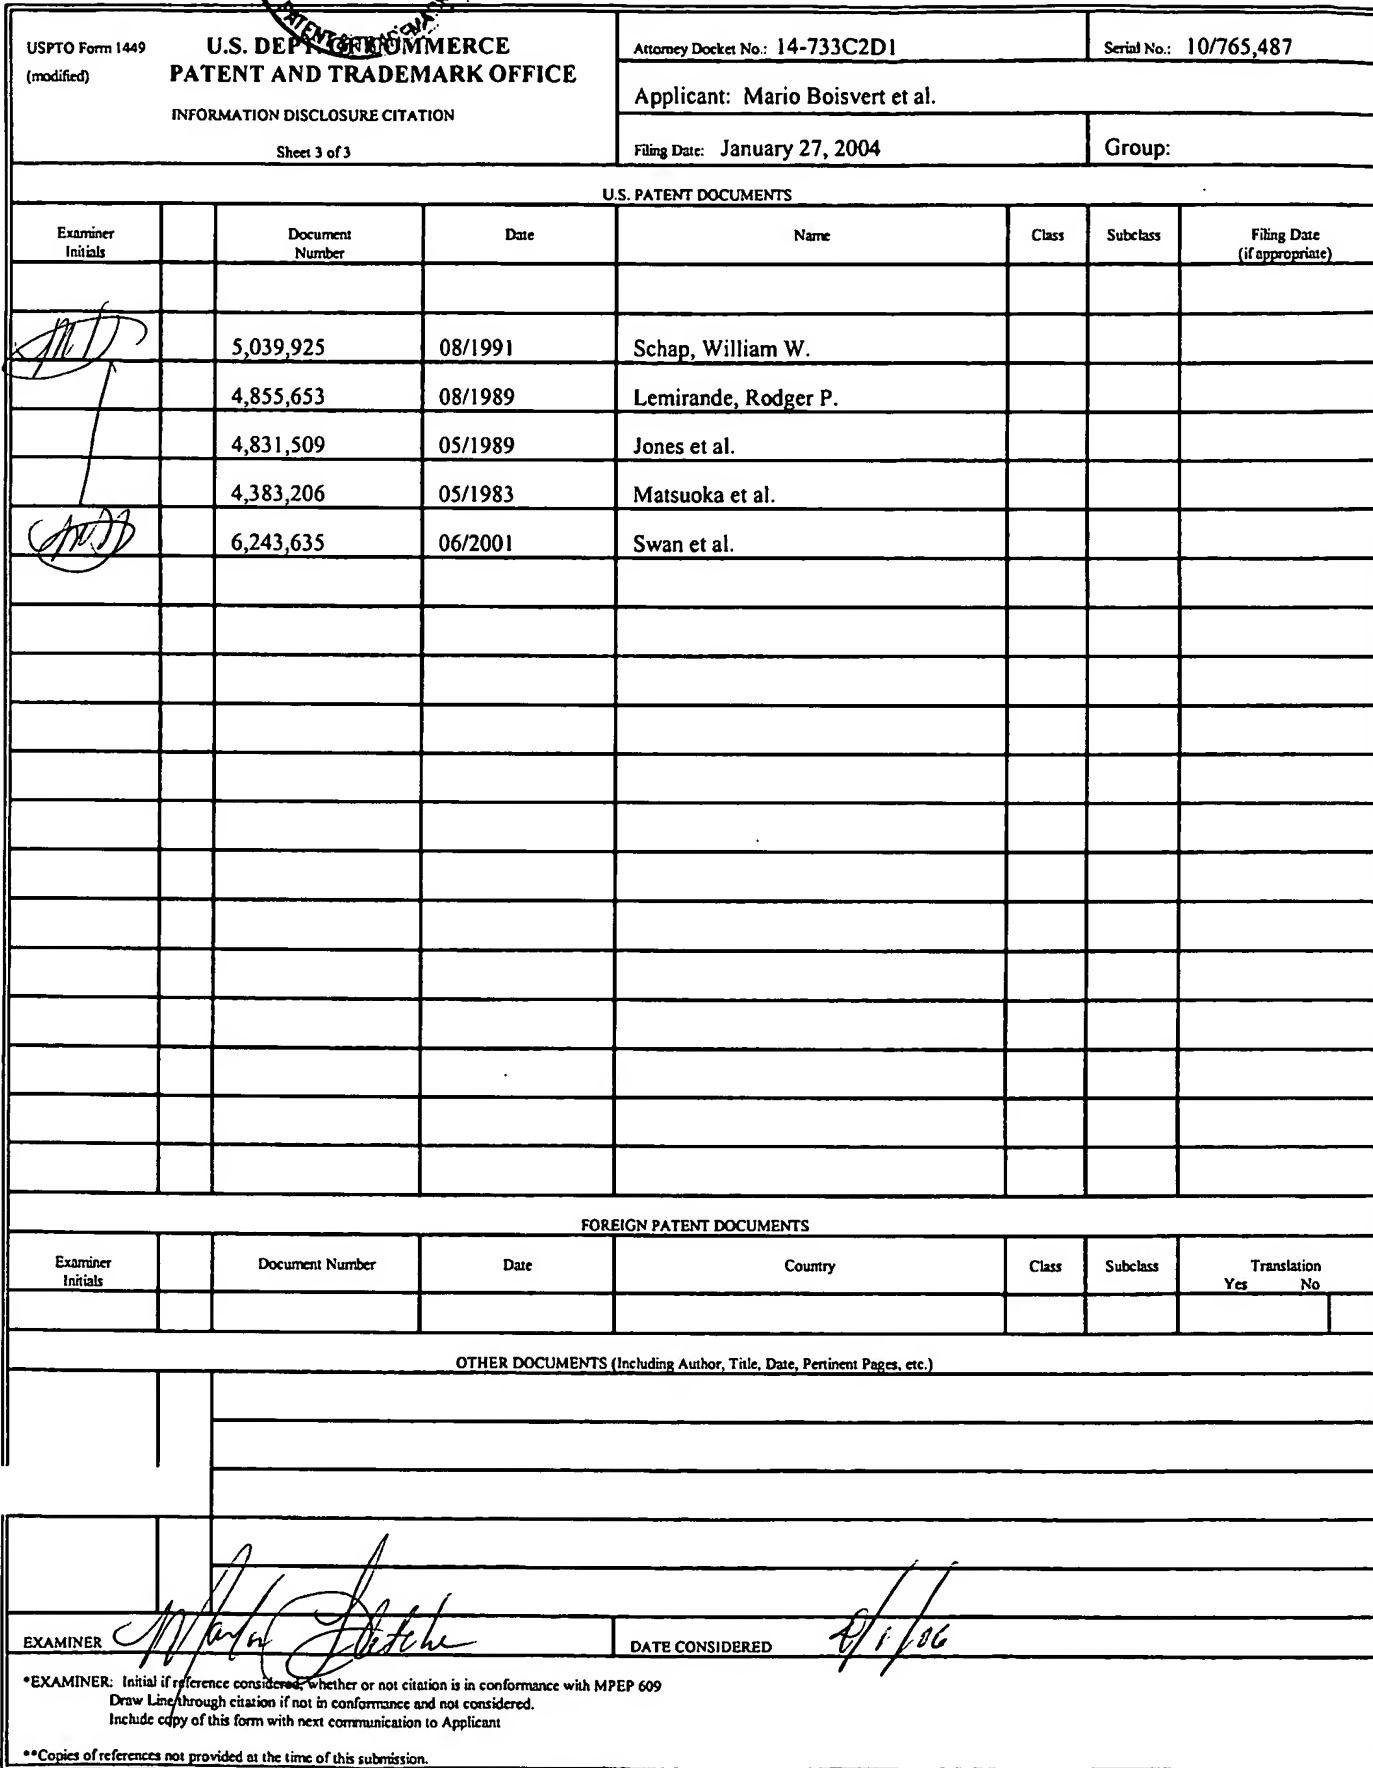 PATENT & TRADEMARK
USPTO Form 1449
(modified)
U.S. DEPT. OF COMMERCE
PATENT AND TRADEMARK OFFICE
INFORMATION DISCLOSURE CITATION
Sheet 3 of 3
Attorney Docket No.: 14-733C2D1
Serial No.: 10/765,487
Applicant: Mario Boisvert et al.
Filing Date: January 27, 2004
Group:
U.S. PATENT DOCUMENTS
Examiner Initials Document Number Date Name Class Subclass Filing Date (if appropriate)
5,039,925 08/1991 Schap, William W.
4,855,653 08/1989 Lemirande, Rodger P.
4,831,509 05/1989 Jones et al.
4,383,206 05/1983 Matsuoka et al.
6,243,635 06/2001 Swan et al.
FOREIGN PATENT DOCUMENTS
Examiner Initials Document Number Date Country Class Subclass Translation Yes No
OTHER DOCUMENTS (Including Author, Title, Date, Pertinent Pages, etc.)
EXAMINER DATE CONSIDERED
*EXAMINER: Initial if reference considered, whether or not citation is in conformance with MPEP 609
Draw Line through citation if not in conformance and not considered.
Include copy of this form with next communication to Applicant
**Copies of references not provided at the time of this submission.